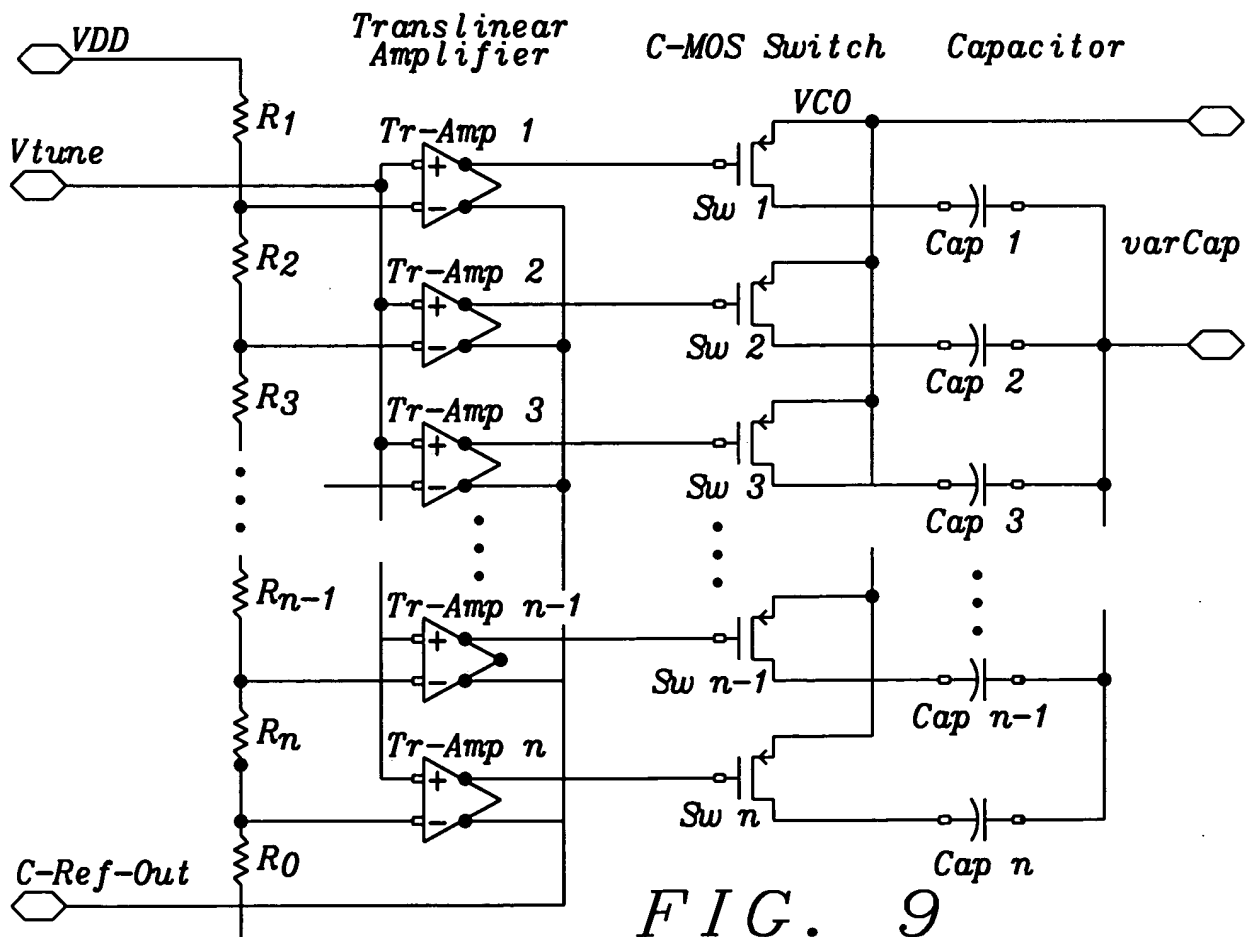 Translinear
Amplifier
C-MOS Switch
Capacitor
VDD
VCO
R1
Tr-Amp 1
Vtune
+
-
Sw 1
Cap 1
varCap
R2
Tr-Amp 2
+
-
Sw 2
Cap 2
R3
Tr-Amp 3
+
-
Sw 3
Cap 3
Rn-1
Tr-Amp n-1
+
-
Sw n-1
Cap n-1
Rn
Tr-Amp n
+
-
Sw n
Cap n
R0
C-Ref-Out
FIG. 9